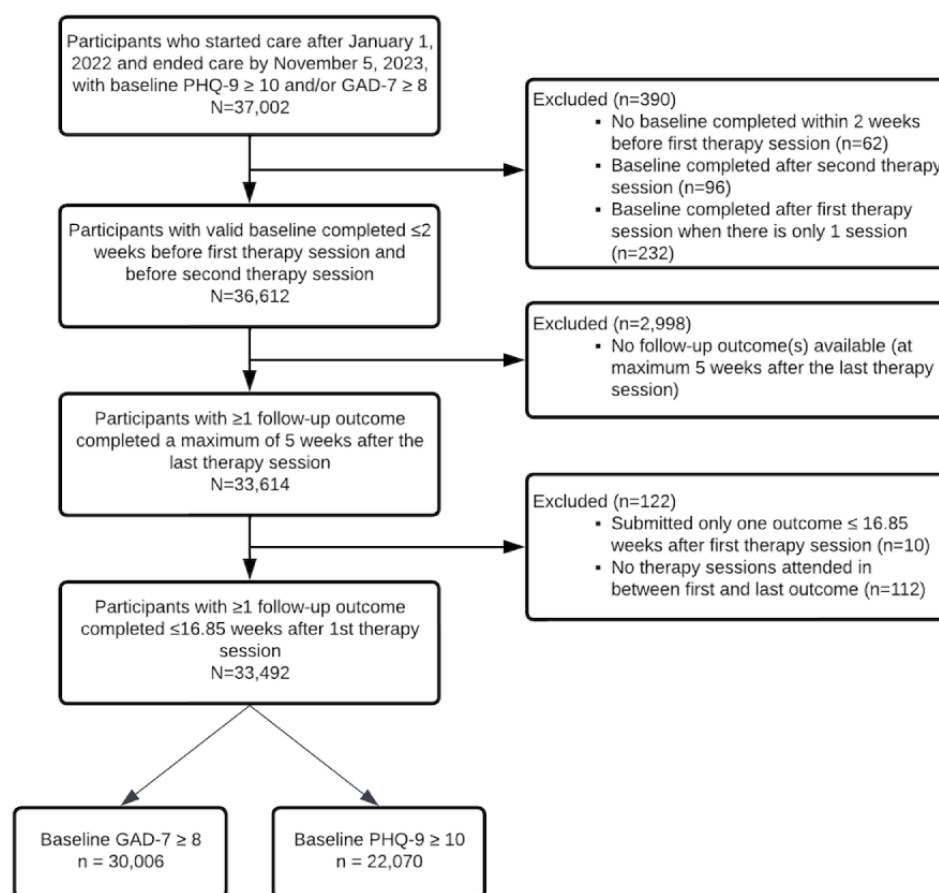 Participants who started care after January 1,
2022 and ended care by November 5, 2023,
with baseline PHQ-9 ≥ 10 and/or GAD-7 ≥ 8
N=37,002
Excluded (n=390)
▪ No baseline completed within 2 weeks
before first therapy session (n=62)
▪ Baseline completed after second therapy
session (n=96)
▪ Baseline completed after first therapy
session when there is only 1 session
(n=232)
Participants with valid baseline completed ≤2
weeks before first therapy session and
before second therapy session
N=36,612
Excluded (n=2,998)
▪ No follow-up outcome(s) available (at
maximum 5 weeks after the last therapy
session)
Participants with ≥1 follow-up outcome
completed a maximum of 5 weeks after the
last therapy session
N=33,614
Excluded (n=122)
▪ Submitted only one outcome ≤ 16.85
weeks after first therapy session (n=10)
▪ No therapy sessions attended in
between first and last outcome (n=112)
Participants with ≥1 follow-up outcome
completed ≤16.85 weeks after 1st therapy
session
N=33,492
Baseline GAD-7 ≥ 8
n = 30,006
Baseline PHQ-9 ≥ 10
n = 22,070